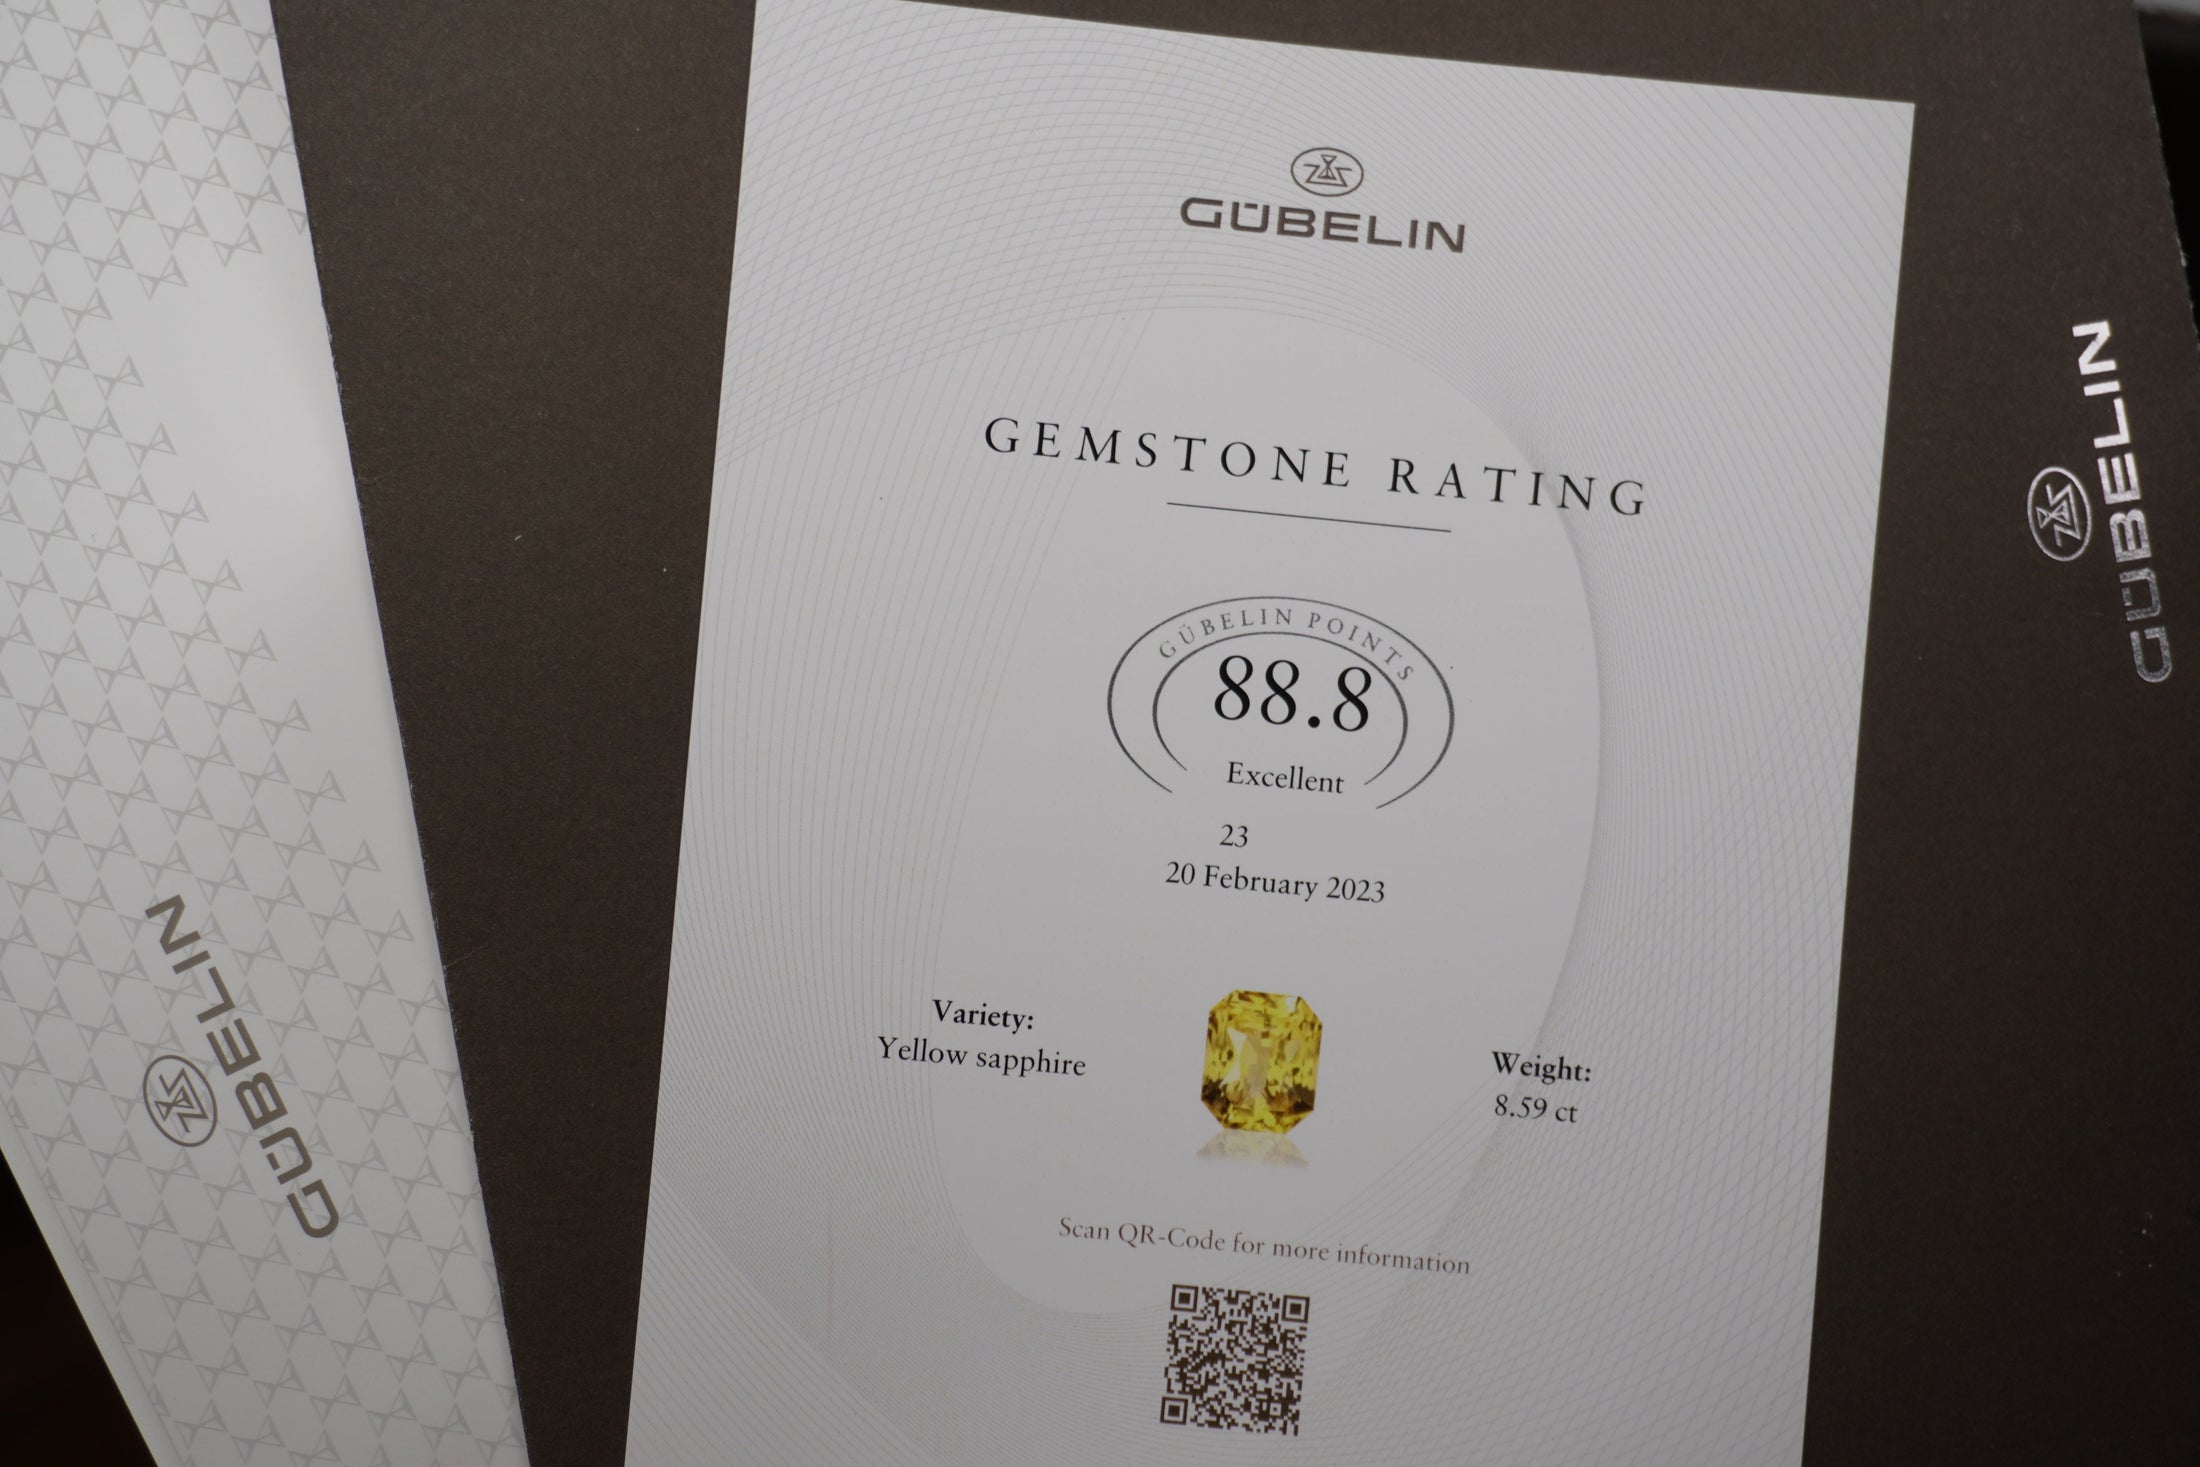 GÜBELIN
GEMSTONE RATING
GÜBELIN POINTS
88.8
Excellent
23
20 February 2023
Variety:
Yellow sapphire
Weight:
8.59 ct
Scan QR-Code for more information
GÜBELIN
GÜBELIN